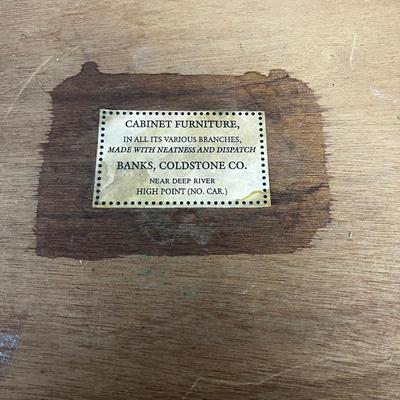 CABINET FURNITURE,
IN ALL ITS VARIOUS BRANCHES,
MADE WITH NEATNESS AND DISPATCH
BANKS, COLDSTONE CO.
NEAR DEEP RIVER
HIGH POINT (NO. CAR.)